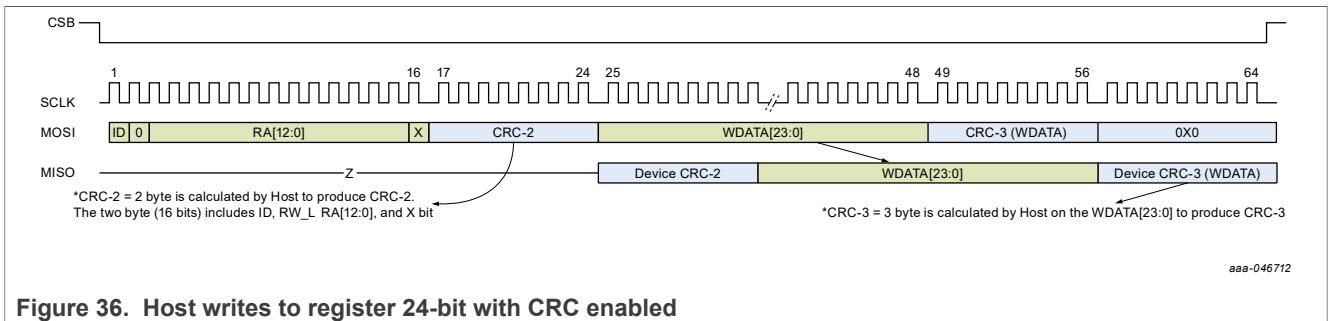 CSB
1 16 17 24 25 48 49 56 64
SCLK
MOSI ID 0 RA[12:0] X CRC-2 WDATA[23:0] CRC-3 (WDATA) 0X0
MISO Z Device CRC-2 WDATA[23:0] Device CRC-3 (WDATA)
*CRC-2 = 2 byte is calculated by Host to produce CRC-2.
The two byte (16 bits) includes ID, RW_L RA[12:0], and X bit
*CRC-3 = 3 byte is calculated by Host on the WDATA[23:0] to produce CRC-3
aaa-046712
Figure 36. Host writes to register 24-bit with CRC enabled